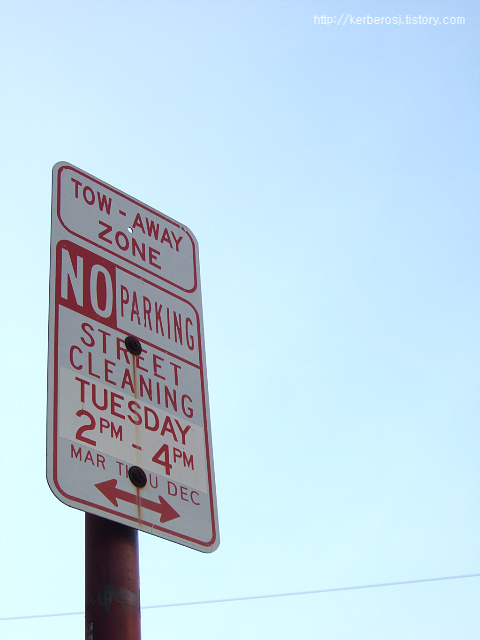 http://kerberosj.tistory.com
TOW-AWAY
ZONE
NO PARKING
STREET
CLEANING
TUESDAY
2PM - 4PM
MAR THRU DEC